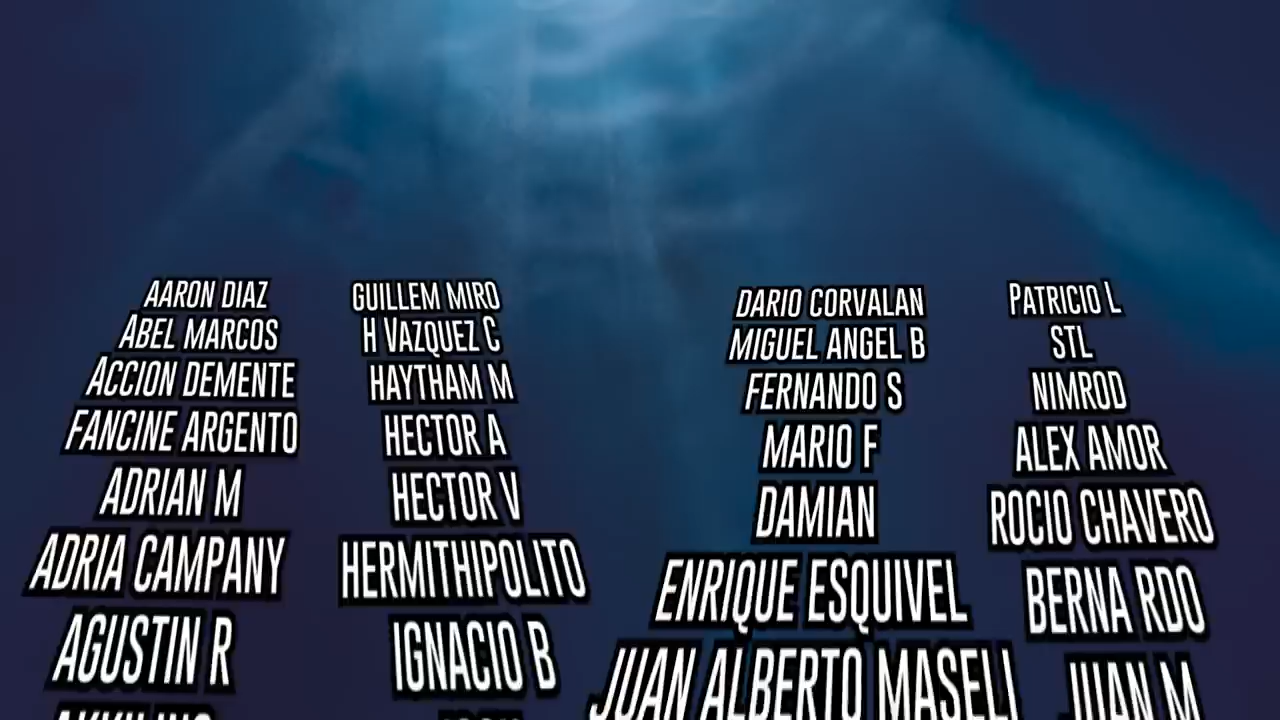 AARON DIAZ
ABEL MARCOS
ACCION DEMENTE
FANCINE ARGENTO
ADRIAN M
ADRIA CAMPANY
AGUSTIN R
GUILLEM MIRO
H VAZQUEZ C
HAYTHAM M
HECTOR A
HECTOR V
HERMITHIPOLITO
IGNACIO B
DARIO CORVALAN
MIGUEL ANGEL B
FERNANDO S
MARIO F
DAMIAN
ENRIQUE ESQUIVEL
JUAN ALBERTO MASELI
PATRICIO L
STL
NIMROD
ALEX AMOR
ROCIO CHAVERO
BERNA RDO
JUAN M